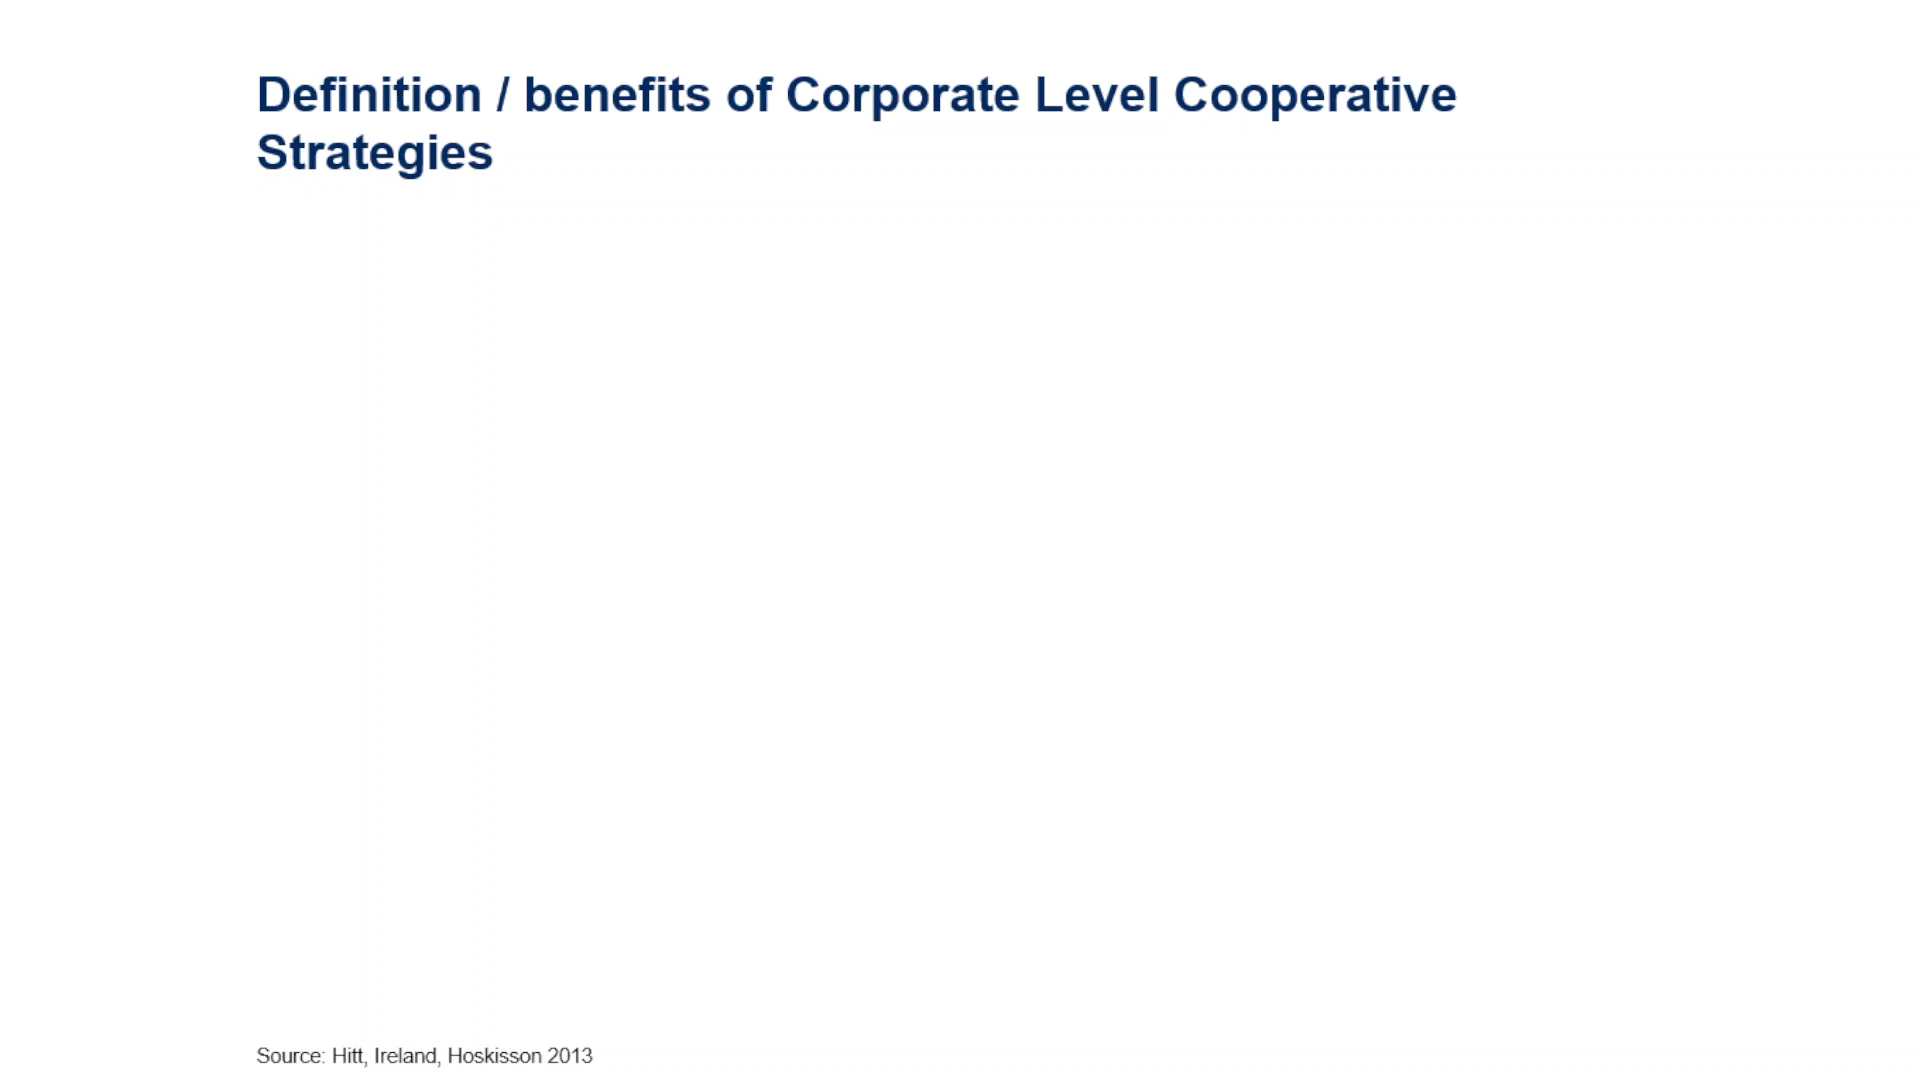 Definition / benefits of Corporate Level Cooperative
Strategies
Source: Hitt, Ireland, Hoskisson 2013